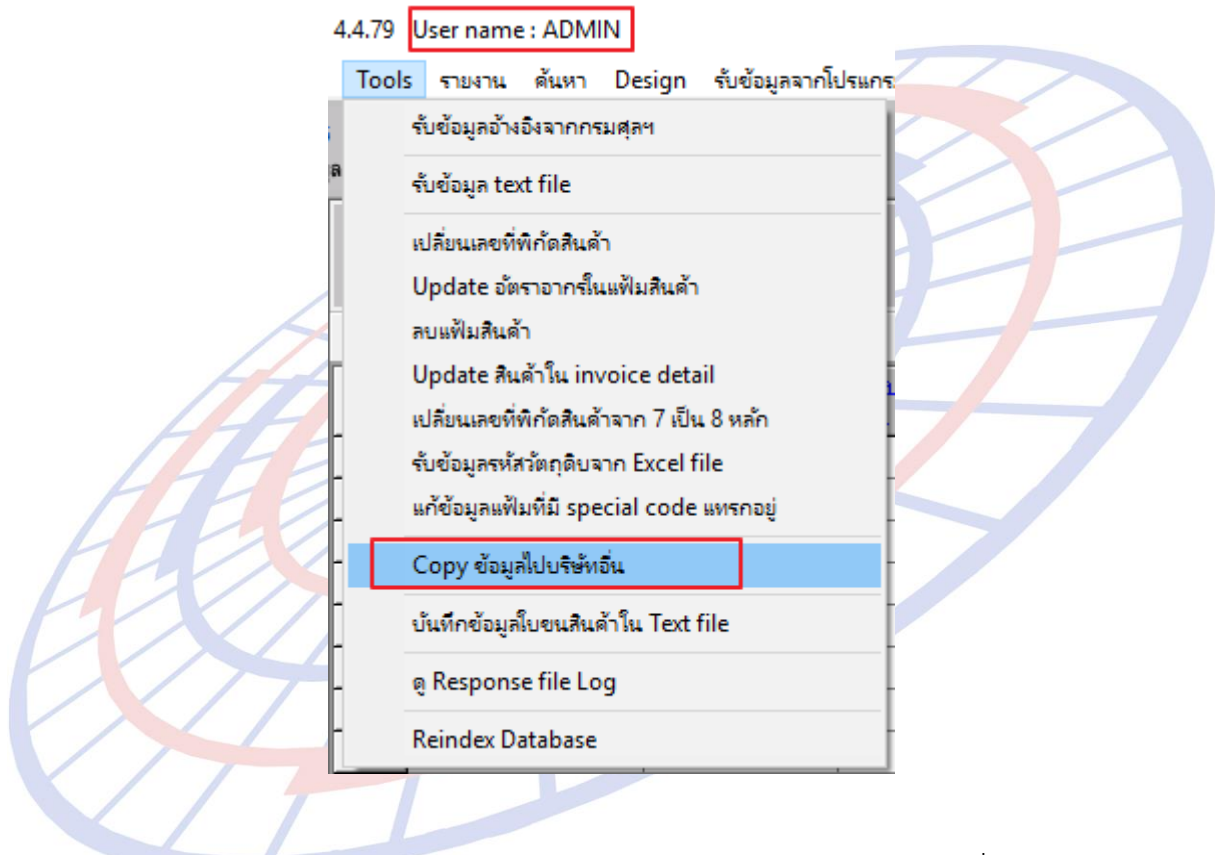 4.4.79 User name : ADMIN
Tools รายงาน ค้นหา Design รับข้อมูลจากโปรแกร
รับข้อมูลอ้างอิงจากกรมศุลฯ
รับข้อมูล text file
เปลี่ยนเลขที่พิกัดสินค้า
Update อัตราอากรในแฟ้มสินค้า
ลบแฟ้มสินค้า
Update สินค้าใน invoice detail
เปลี่ยนเลขที่พิกัดสินค้าจาก 7 เป็น 8 หลัก
รับข้อมูลรหัสวัตถุดิบจาก Excel file
แก้ข้อมูลแฟ้มที่มี special code แทรกอยู่
Copy ข้อมูลไปบริษัทอื่น
บันทึกข้อมูลใบขนสินค้าใน Text file
ดู Response file Log
Reindex Database